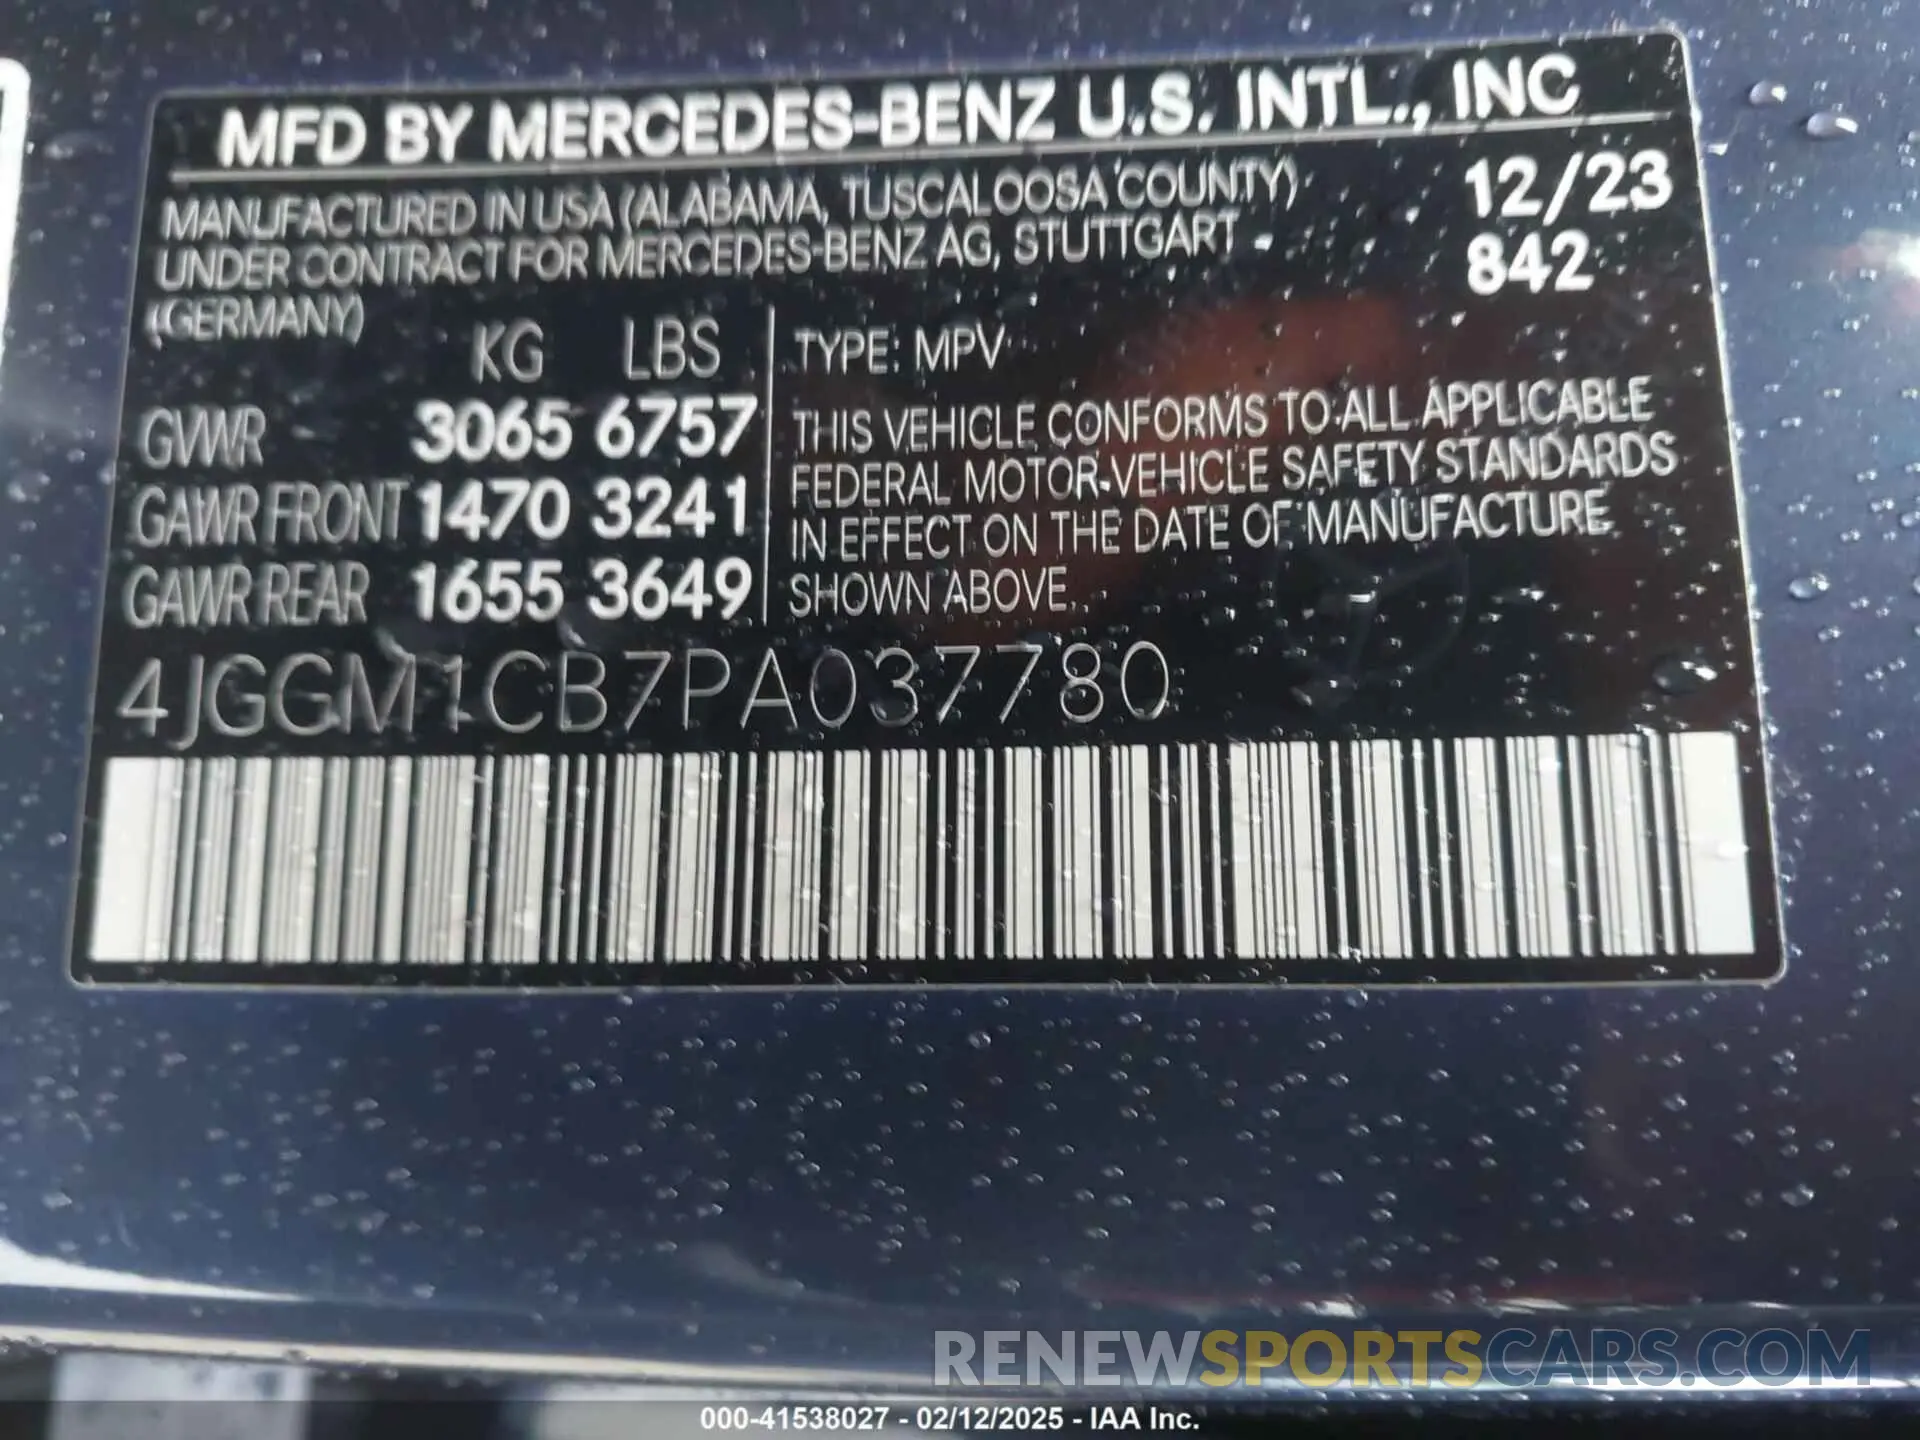 MFD BY MERCEDES-BENZ U.S. INTL., INC
MANUFACTURED IN USA (ALABAMA, TUSCALOOSA COUNTY)
UNDER CONTRACT FOR MERCEDES-BENZ AG, STUTTGART
(GERMANY)
12/23
842
KG LBS
GVWR 3065 6757
GAWR FRONT 1470 3241
GAWR REAR 1655 3649
TYPE: MPV
THIS VEHICLE CONFORMS TO ALL APPLICABLE
FEDERAL MOTOR VEHICLE SAFETY STANDARDS
IN EFFECT ON THE DATE OF MANUFACTURE
SHOWN ABOVE.
4JGGM1CB7PA037780
RENEWSPORTSCARS.COM
000-41538027 - 02/12/2025 - IAA Inc.